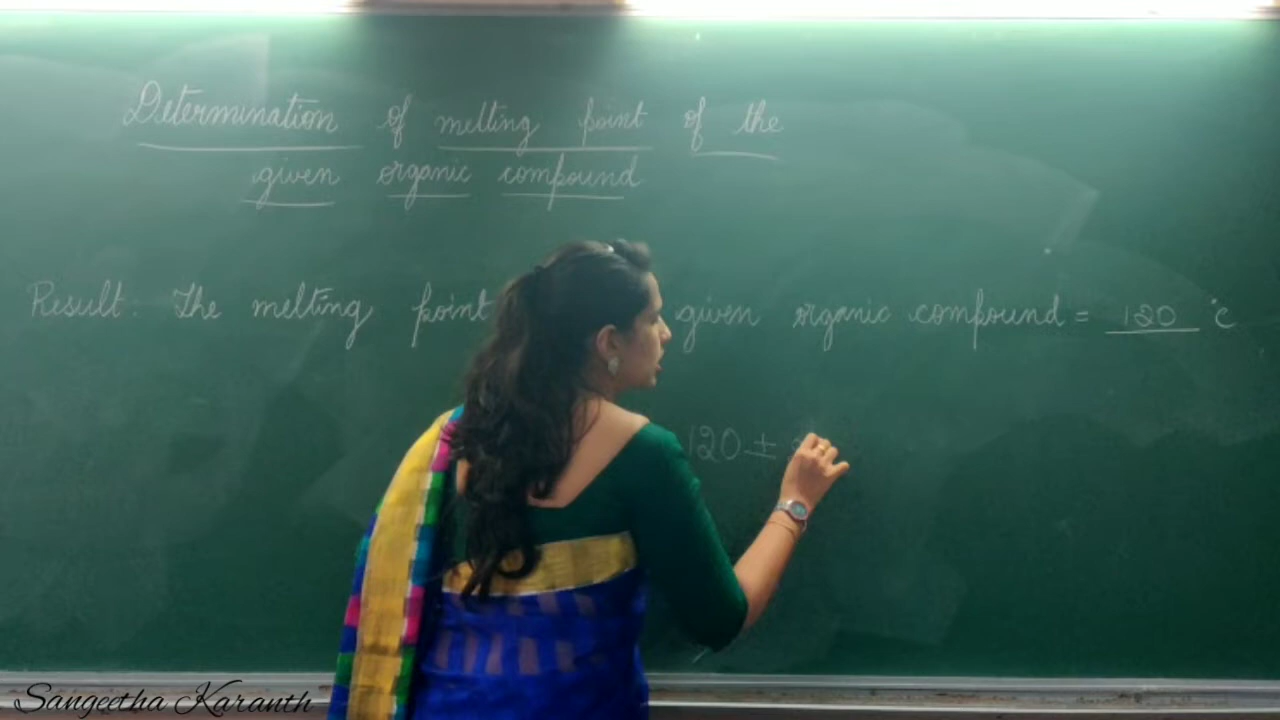 Determination of melting point of the
given organic compound
Result: The melting point given organic compound = 120 °C
120 ±
Sangeetha Karanth